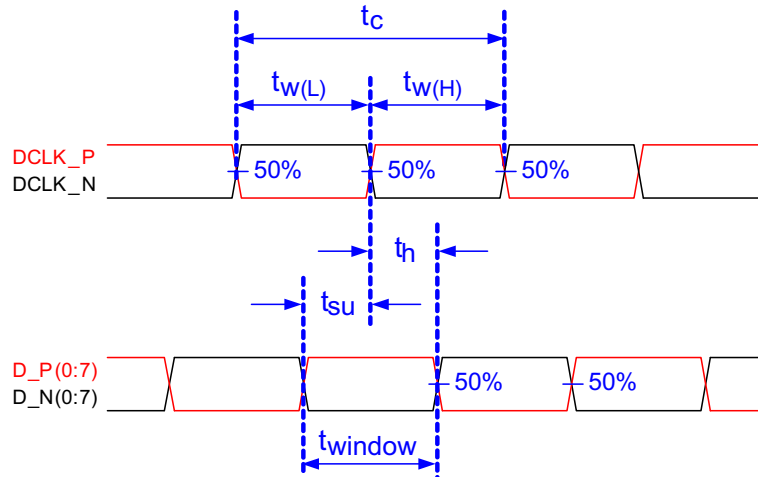 tc
tw(L) tw(H)
DCLK_P
DCLK_N
50% 50% 50%
th
tsu
D_P(0:7)
D_N(0:7)
50% 50%
twindow